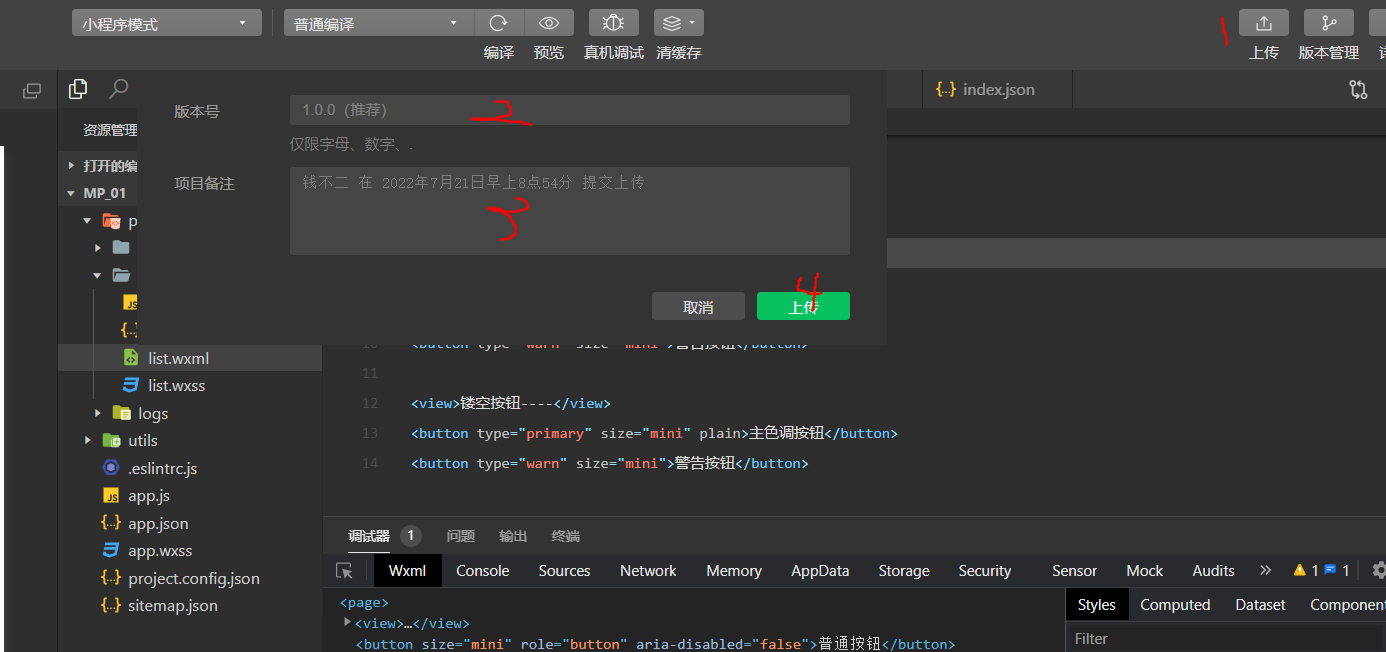 小程序模式
普通编译
编译 预览 真机调试 清缓存
1
上传 版本管理
index.json
资源管理
版本号 1.0.0 (推荐) 2
仅限字母、数字、.
打开的编
项目备注 钱不二 在 2022年7月21日早上8点54分 提交上传
3
MP_01
p
4
取消 上传
JS
{..}
list.wxml
list.wxss
logs
utils
.eslintrc.js
app.js
app.json
app.wxss
project.config.json
sitemap.json
10 <button type="warn" size="mini">警告按钮</button>
11
12 <view>镂空按钮----</view>
13 <button type="primary" size="mini" plain>主色调按钮</button>
14 <button type="warn" size="mini">警告按钮</button>
调试器 1 问题 输出 终端
Wxml Console Sources Network Memory AppData Storage Security Sensor Mock Audits 1 1
<page>
<view>…</view>
<button size="mini" role="button" aria-disabled="false">普通按钮</button>
Styles Computed Dataset Component
Filter